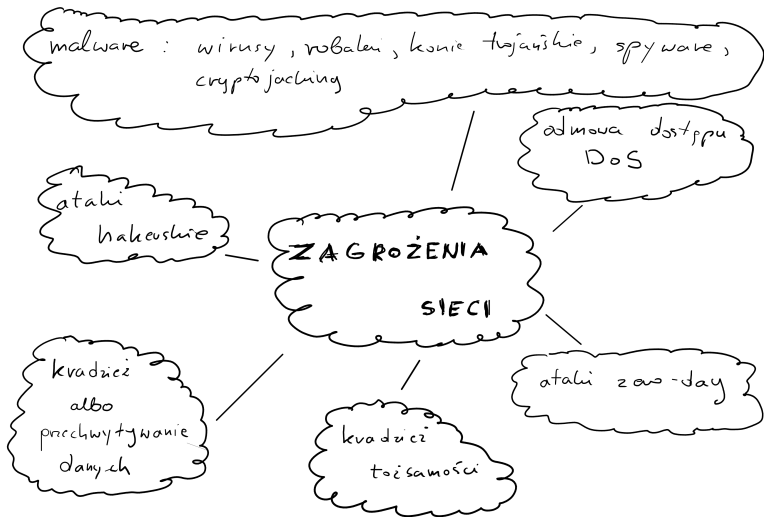 malware : wirusy, robaki, konie trojańskie, spyware,
cryptojacking
odmowa dostępu
DoS
ataki
hakerskie
ZAGROŻENIA
SIECI
kradzież
albo
przechwytywanie
danych
kradzież
tożsamości
ataki zero-day